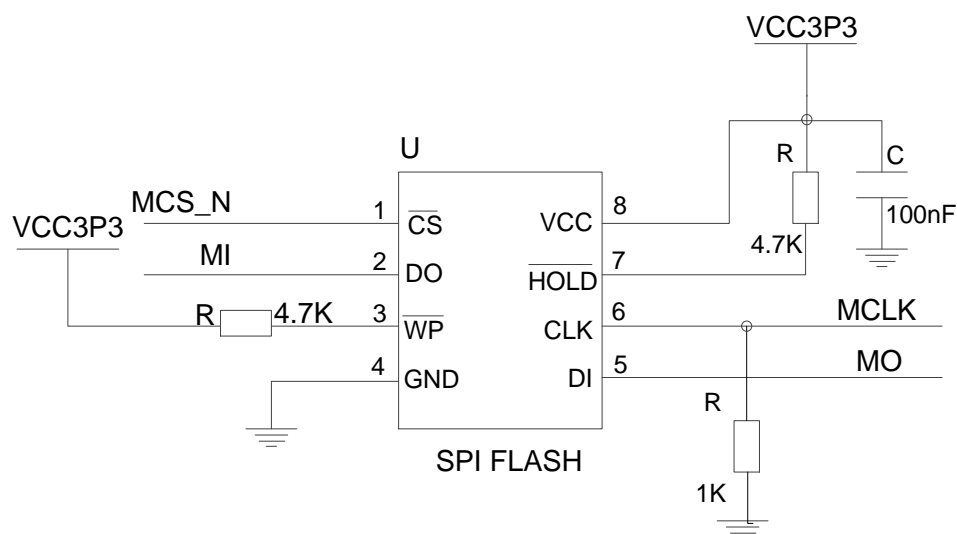 VCC3P3
U
R
C
MCS_N
1
CS
VCC
8
100nF
VCC3P3
MI
2
DO
HOLD
7
4.7K
R
4.7K
3
WP
CLK
6
MCLK
4
GND
DI
5
MO
R
SPI FLASH
1K